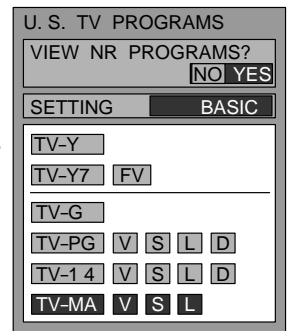 U. S. TV PROGRAMS
VIEW NR PROGRAMS?
NO YES
SETTING BASIC
TV–Y
TV–Y7 FV
TV–G
TV–PG V S L D
TV–1 4 V S L D
TV–MA V S L